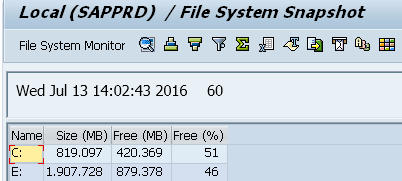 Local (SAPPRD) / File System Snapshot
File System Monitor
Wed Jul 13 14:02:43 2016 60
Name Size (MB) Free (MB) Free (%)
C: 819.097 420.369 51
E: 1.907.728 879.378 46